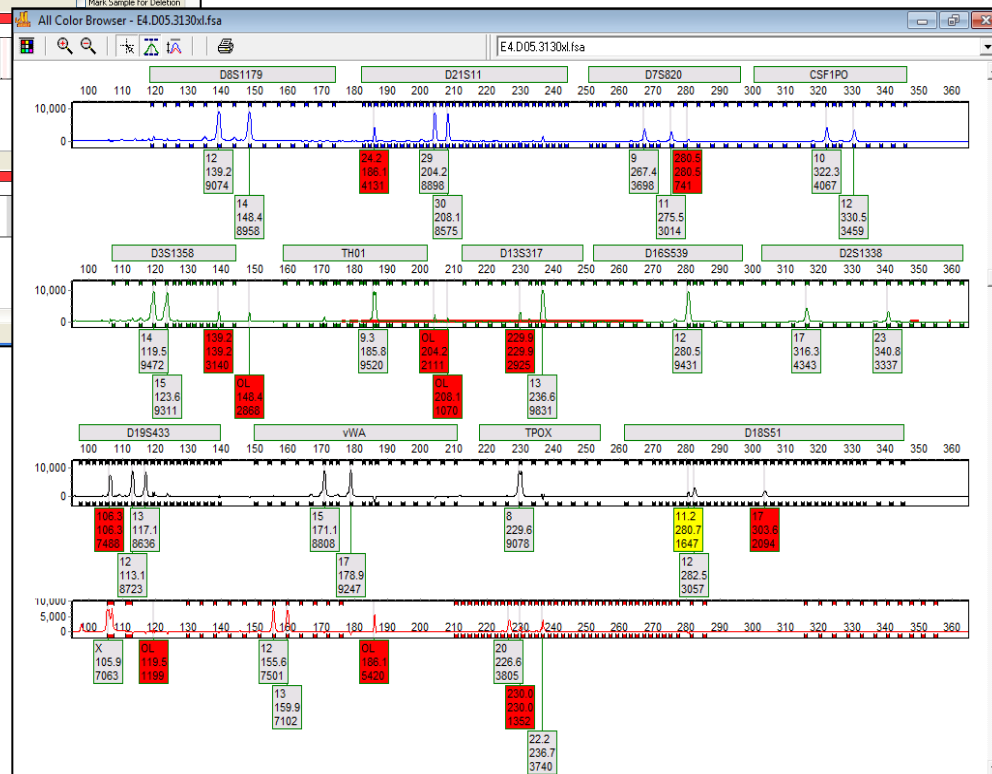 Mark Sample for Deletion
All Color Browser - E4.D05.3130xl.fsa
E4.D05.3130xl.fsa
D8S1179 D21S11 D7S820 CSF1PO
100 110 120 130 140 150 160 170 180 190 200 210 220 230 240 250 260 270 280 290 300 310 320 330 340 350 360
10,000
0
12 24.2 29 9 280.5 10
139.2 186.1 204.2 267.4 280.5 322.3
9074 4131 8898 3698 741 4067
14 30 11 12
148.4 208.1 275.5 330.5
8958 8575 3014 3459
D3S1358 TH01 D13S317 D16S539 D2S1338
100 110 120 130 140 150 160 170 180 190 200 210 220 230 240 250 260 270 280 290 300 310 320 330 340 350 360
10,000
0
14 139.2 9.3 OL 229.9 12 17 23
119.5 139.2 185.8 204.2 229.9 280.5 316.3 340.8
9472 3140 9520 2111 2925 9431 4343 3337
15 OL OL 13
123.6 148.4 208.1 236.6
9311 2868 1070 9831
D19S433 vWA TPOX D18S51
100 110 120 130 140 150 160 170 180 190 200 210 220 230 240 250 260 270 280 290 300 310 320 330 340 350 360
10,000
0
106.3 13 15 8 11.2 17
106.3 117.1 171.1 229.6 280.7 303.6
7488 8636 8808 9078 1647 2094
12 17 12
113.1 178.9 282.5
8723 9247 3057
10,000
5,000
0
100 110 120 130 140 150 160 170 180 190 200 210 220 230 240 250 260 270 280 290 300 310 320 330 340 350 360
X OL 12 OL 20
105.9 119.5 155.6 186.1 226.6
7063 1199 7501 5420 3805
13 230.0
159.9 230.0
7102 1352
22.2
236.7
3740